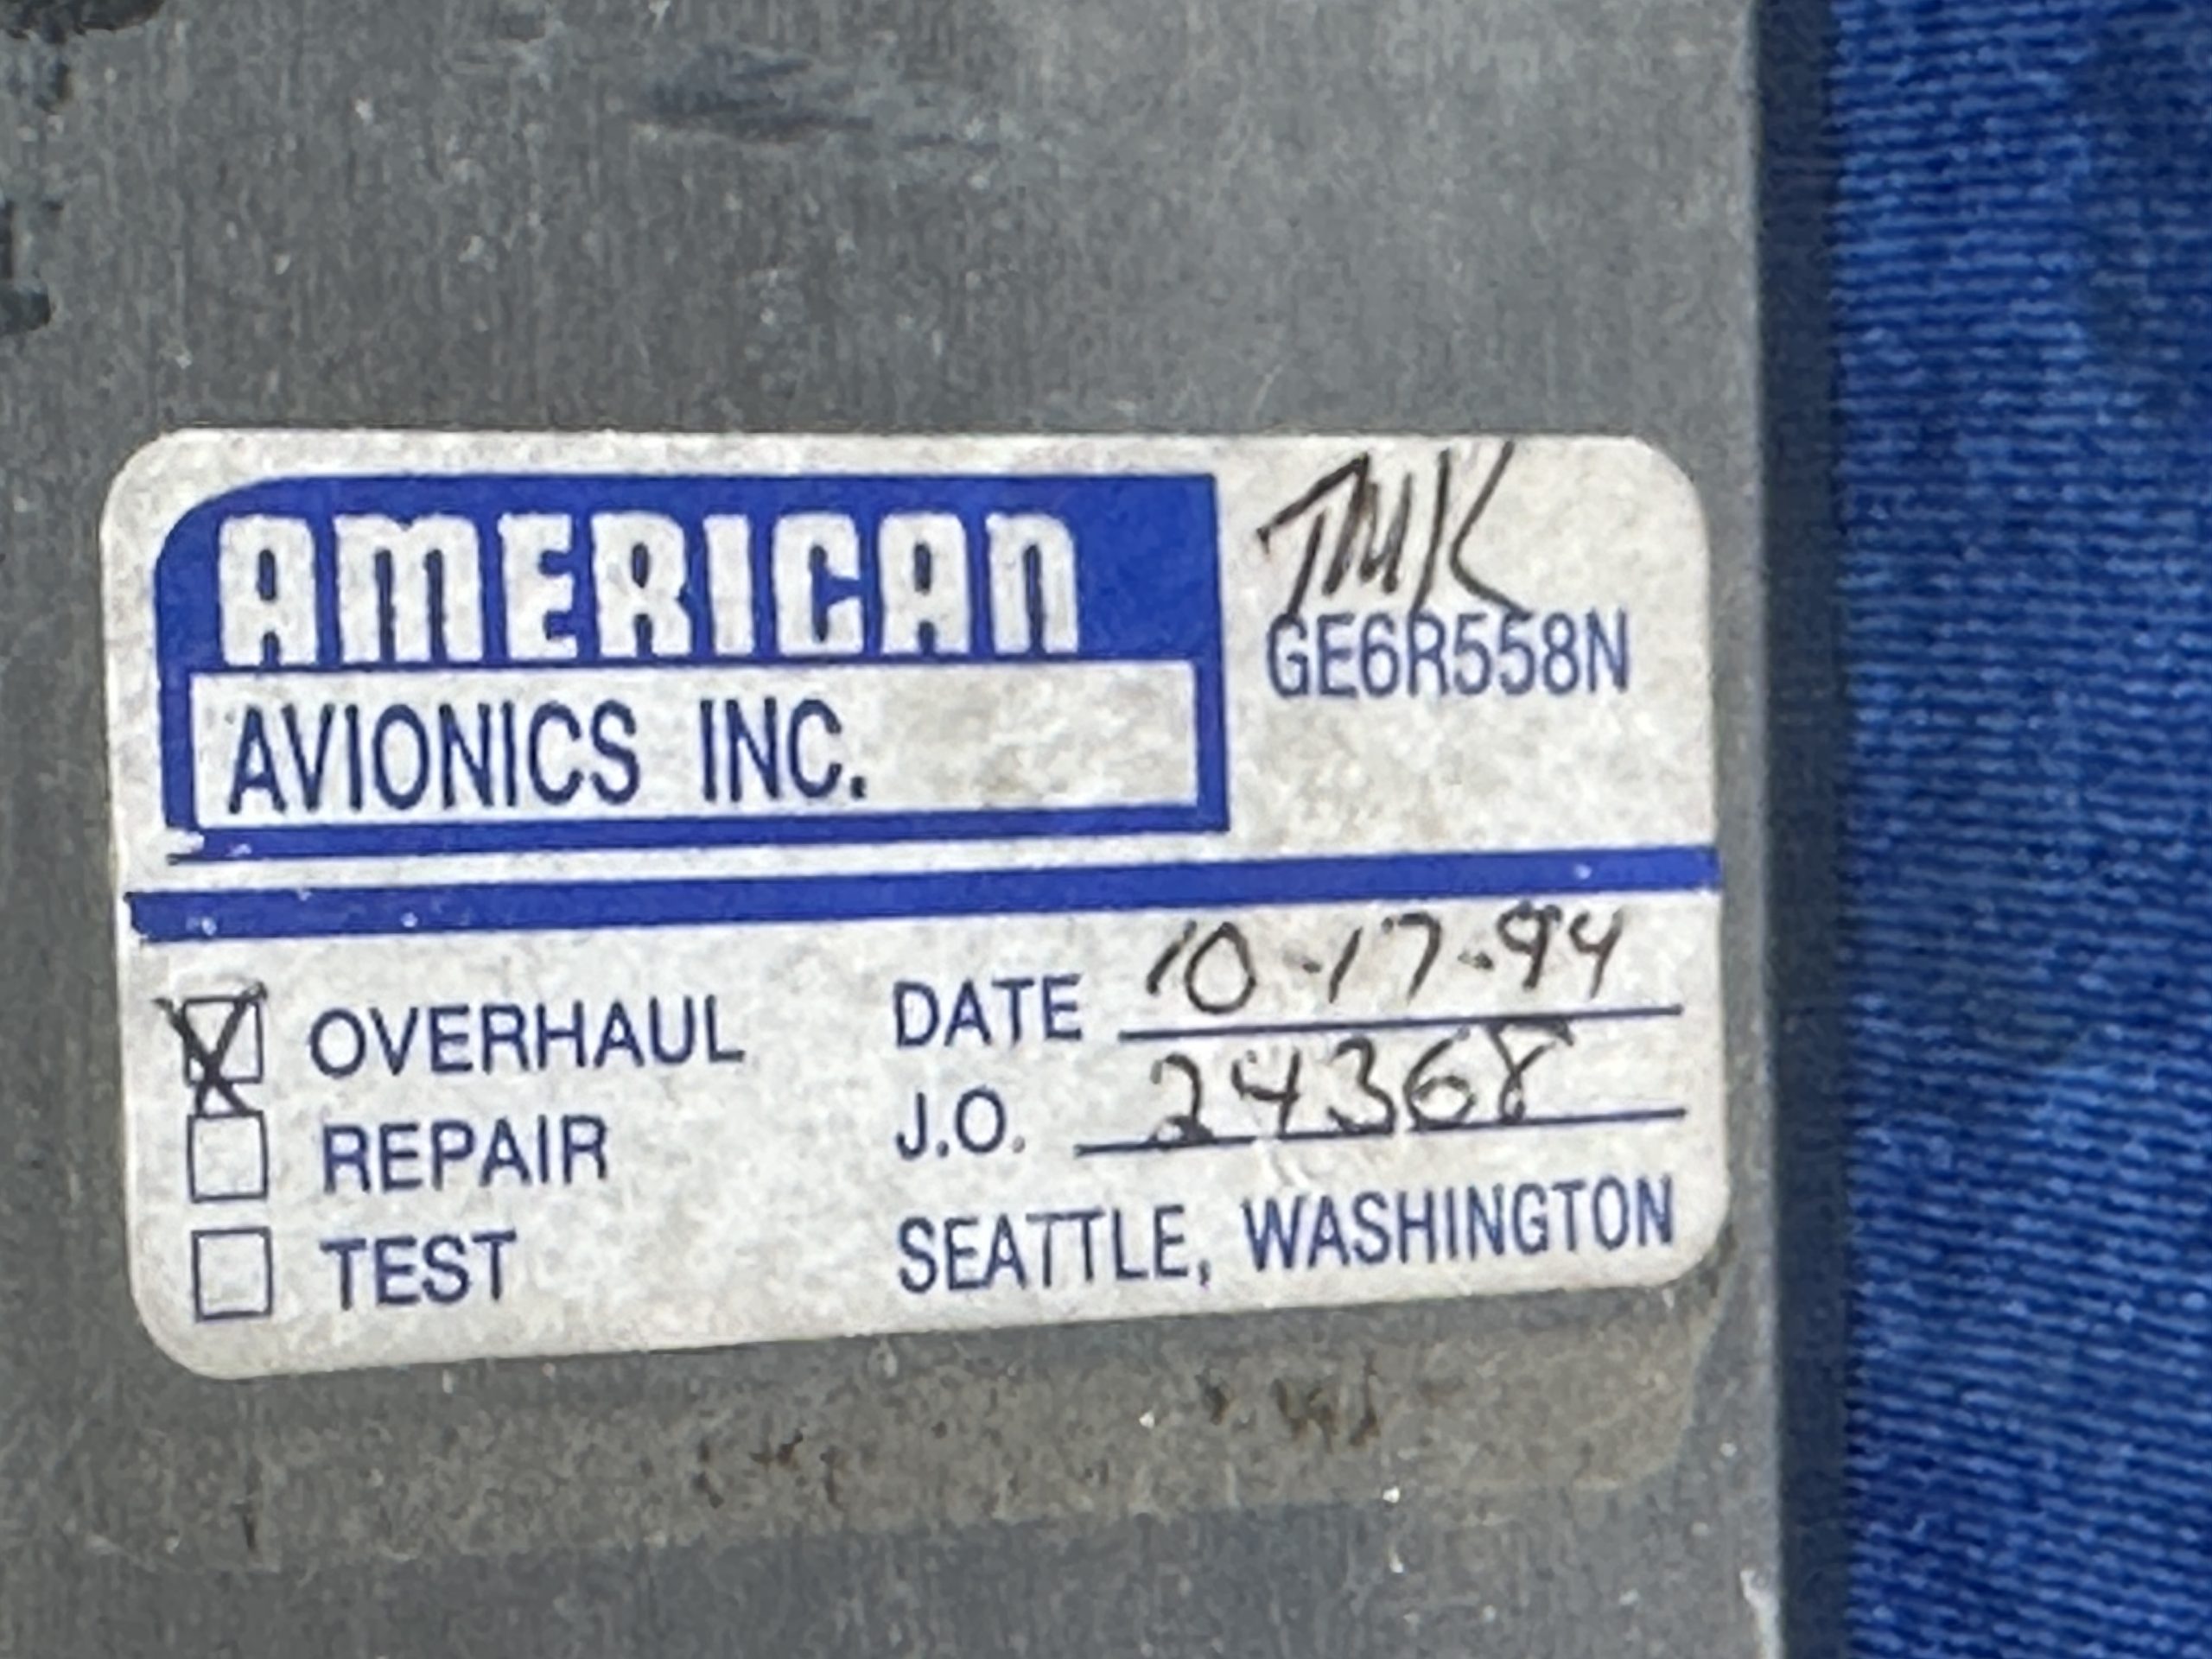 AMERICAN
AVIONICS INC.
TMK
GE6R558N
OVERHAUL
REPAIR
TEST
DATE 10-17-94
J.O. 24368
SEATTLE, WASHINGTON